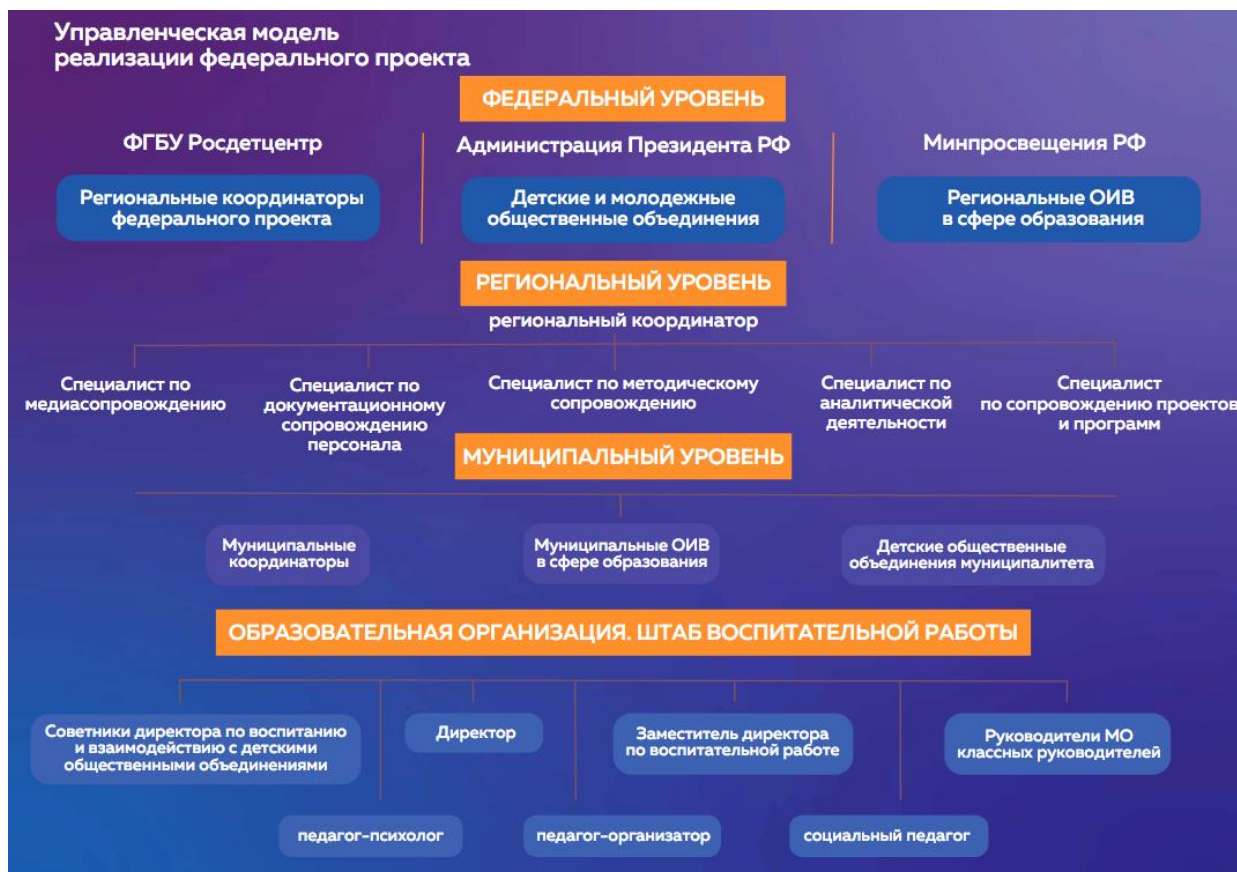 Управленческая модель
реализации федерального проекта
ФЕДЕРАЛЬНЫЙ УРОВЕНЬ
ФГБУ Росдетцентр
Администрация Президента РФ
Минпросвещения РФ
Региональные координаторы
федерального проекта
Детские и молодежные
общественные объединения
Региональные ОИВ
в сфере образования
РЕГИОНАЛЬНЫЙ УРОВЕНЬ
региональный координатор
Специалист по
медиасопровождению
Специалист по
документационному
сопровождению
персонала
Специалист по методическому
сопровождению
Специалист по
аналитической
деятельности
Специалист
по сопровождению проектов
и программ
МУНИЦИПАЛЬНЫЙ УРОВЕНЬ
Муниципальные
координаторы
Муниципальные ОИВ
в сфере образования
Детские общественные
объединения муниципалитета
ОБРАЗОВАТЕЛЬНАЯ ОРГАНИЗАЦИЯ. ШТАБ ВОСПИТАТЕЛЬНОЙ РАБОТЫ
Советники директора по воспитанию
и взаимодействию с детскими
общественными объединениями
Директор
Заместитель директора
по воспитательной работе
Руководители МО
классных руководителей
педагог-психолог
педагог-организатор
социальный педагог